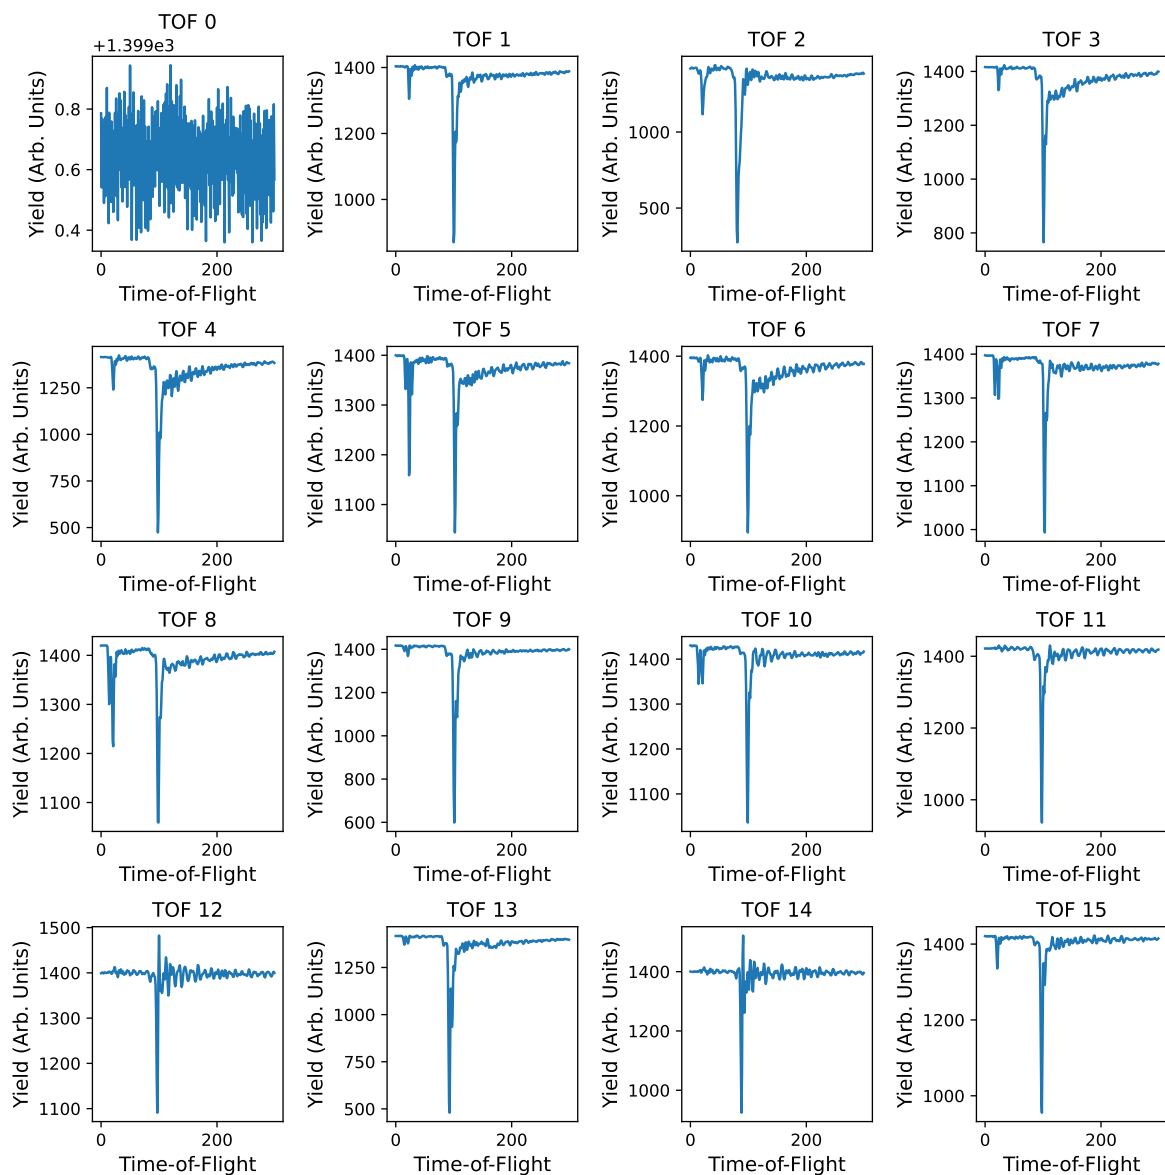 TOF 0
+1.399e3
Yield (Arb. Units)
0.8
0.6
0.4
0
200
Time-of-Flight
TOF 1
Yield (Arb. Units)
1400
1200
1000
0
200
Time-of-Flight
TOF 2
Yield (Arb. Units)
1000
500
0
200
Time-of-Flight
TOF 3
Yield (Arb. Units)
1400
1200
1000
800
0
200
Time-of-Flight
TOF 4
Yield (Arb. Units)
1250
1000
750
500
0
200
Time-of-Flight
TOF 5
Yield (Arb. Units)
1400
1300
1200
1100
0
200
Time-of-Flight
TOF 6
Yield (Arb. Units)
1400
1200
1000
0
200
Time-of-Flight
TOF 7
Yield (Arb. Units)
1400
1300
1200
1100
1000
0
200
Time-of-Flight
TOF 8
Yield (Arb. Units)
1400
1300
1200
1100
0
200
Time-of-Flight
TOF 9
Yield (Arb. Units)
1400
1200
1000
800
600
0
200
Time-of-Flight
TOF 10
Yield (Arb. Units)
1400
1300
1200
1100
0
200
Time-of-Flight
TOF 11
Yield (Arb. Units)
1400
1200
1000
0
200
Time-of-Flight
TOF 12
Yield (Arb. Units)
1500
1400
1300
1200
1100
0
200
Time-of-Flight
TOF 13
Yield (Arb. Units)
1250
1000
750
500
0
200
Time-of-Flight
TOF 14
Yield (Arb. Units)
1400
1200
1000
0
200
Time-of-Flight
TOF 15
Yield (Arb. Units)
1400
1200
1000
0
200
Time-of-Flight